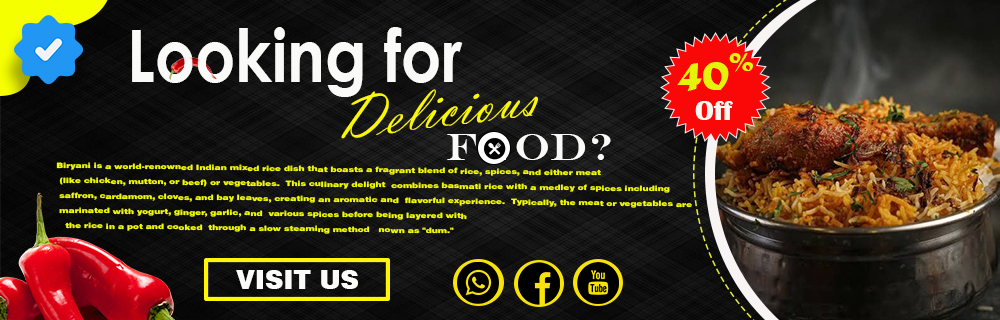 Looking for
Delicious
FOOD?
40%
Off
Biryani is a world-renowned Indian mixed rice dish that boasts a fragrant blend of rice, spices, and either meat
(like chicken, mutton, or beef) or vegetables. This culinary delight combines basmati rice with a medley of spices including
saffron, cardamom, cloves, and bay leaves, creating an aromatic and flavorful experience. Typically, the meat or vegetables are
marinated with yogurt, ginger, garlic, and various spices before being layered with
the rice in a pot and cooked through a slow steaming method nown as "dum."
VISIT US
You
Tube